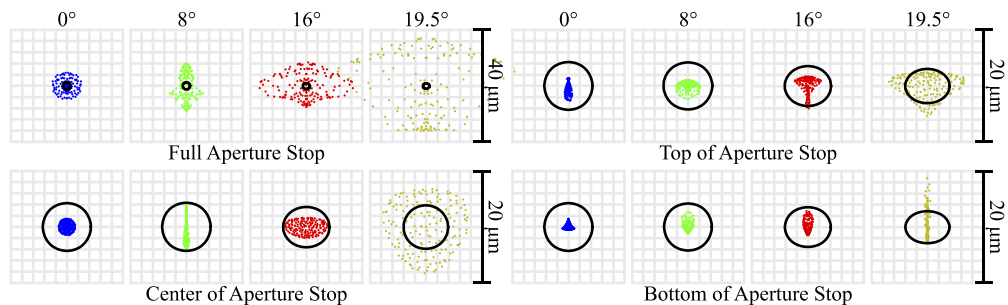 0° 8° 16° 19.5° 0° 8° 16° 19.5°
40 μm
20 μm
Full Aperture Stop
Top of Aperture Stop
20 μm
20 μm
Center of Aperture Stop
Bottom of Aperture Stop